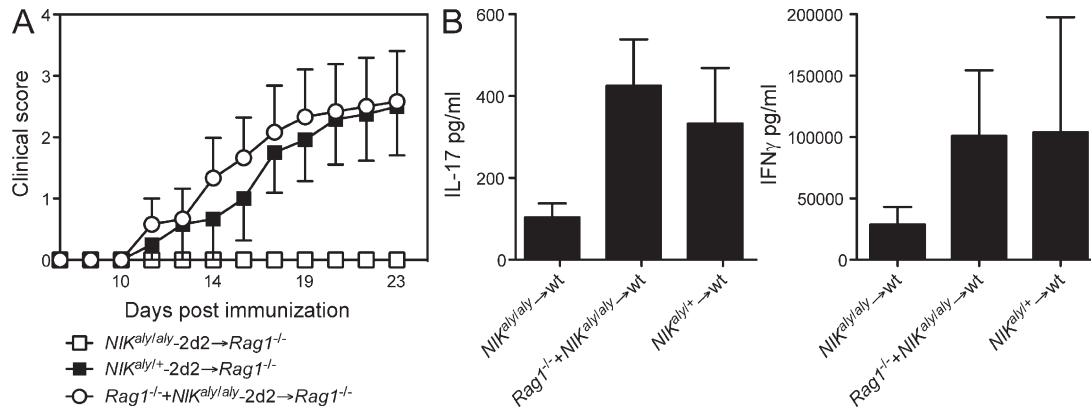 A
Clinical score
4
3
2
1
0
10
14
19
23
Days post immunization
NIKaly/aly-2d2→Rag1-/-
NIKaly/+-2d2→Rag1-/-
Rag1-/-+NIKaly/aly-2d2→Rag1-/-
B
IL-17 pg/ml
600
400
200
0
NIKaly/aly→wt
Rag1-/-+NIKaly/aly→wt
NIKaly/+→wt
IFNγ pg/ml
200000
150000
100000
50000
0
NIKaly/aly→wt
Rag1-/-+NIKaly/aly→wt
NIKaly/+→wt